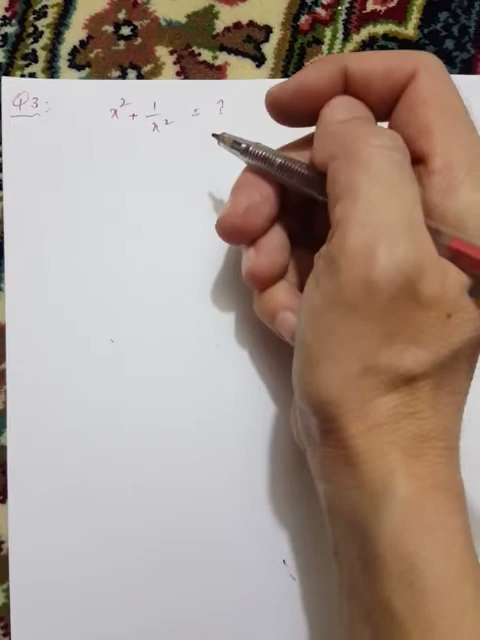 Q3: x² + 1/x² = ?